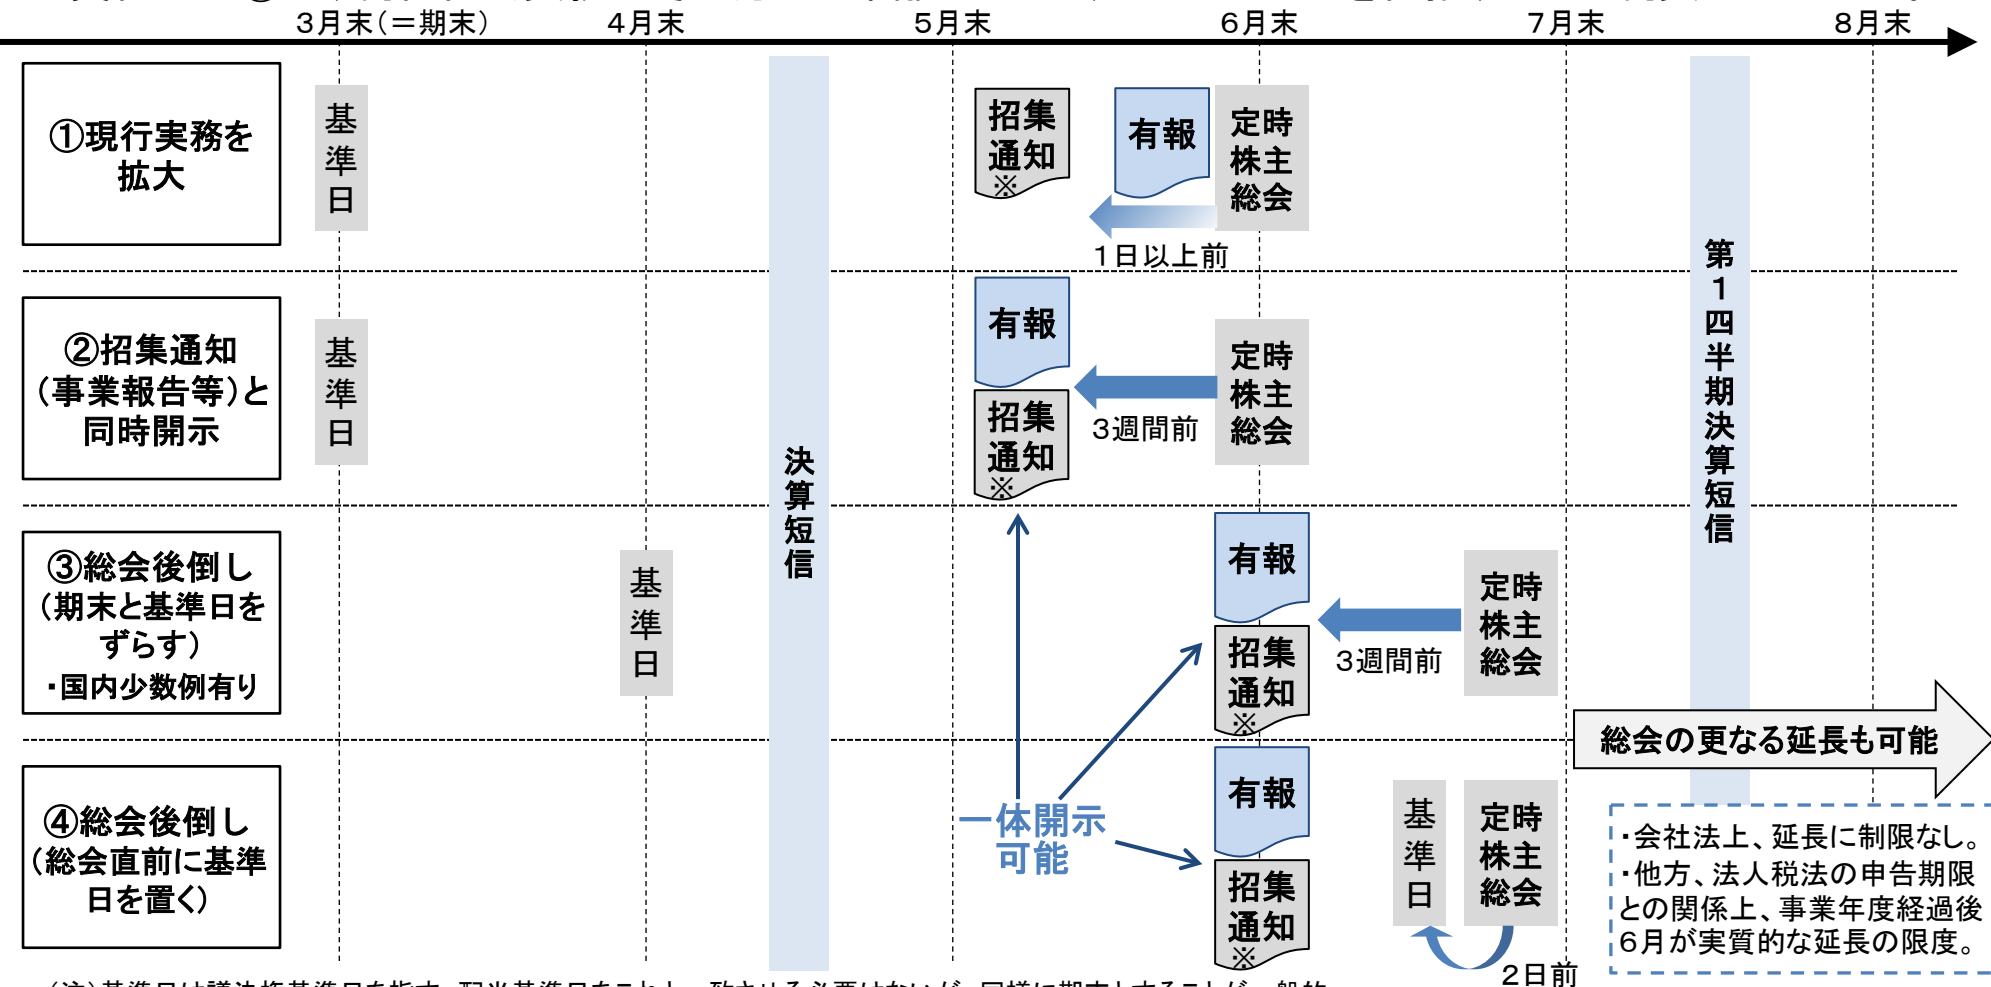 3月末（＝期末）
4月末
5月末
6月末
7月末
8月末
①現行実務を
拡大
基準日
招集
通知
※
有報
定時
株主
総会
1日以上前
②招集通知
（事業報告等）と
同時開示
基準日
有報
招集
通知
※
3週間前
定時
株主
総会
決算短信
第1四半期決算短信
③総会後倒し
（期末と基準日を
ずらす）
・国内少数例有り
基準日
有報
招集
通知
※
3週間前
定時
株主
総会
総会の更なる延長も可能
④総会後倒し
（総会直前に基準
日を置く）
一体開示
可能
有報
招集
通知
※
基準日
定時
株主
総会
2日前
・会社法上、延長に制限なし。
・他方、法人税法の申告期限
との関係上、事業年度経過後
6月が実質的な延長の限度。